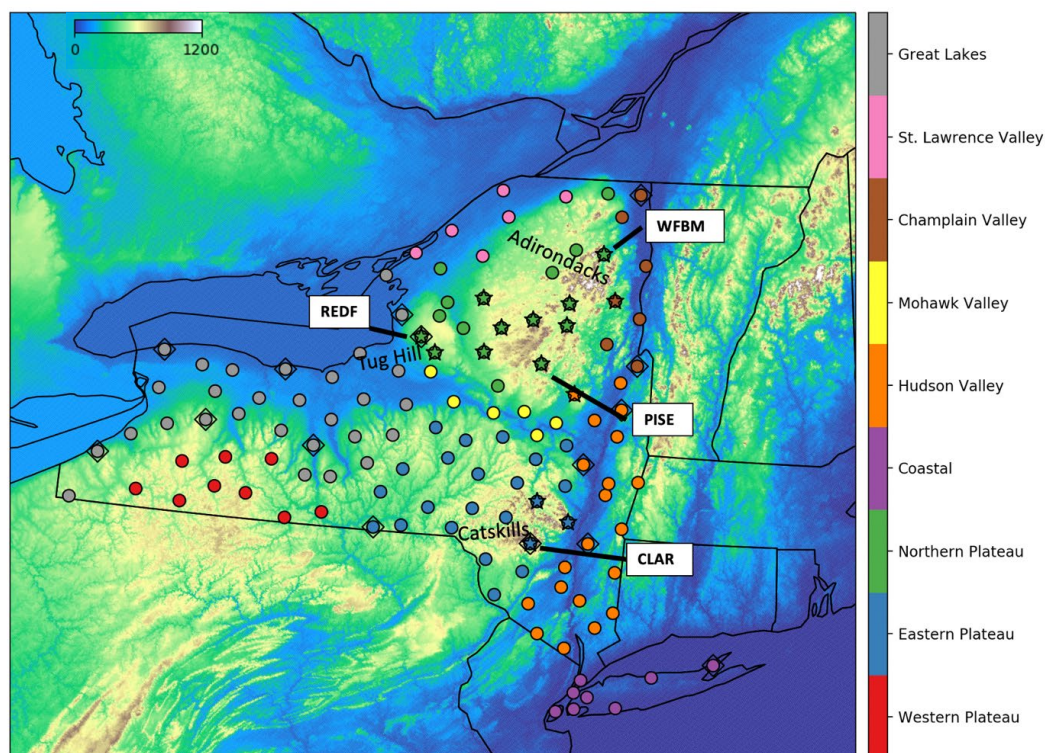 0 1200
WFBM
Adirondacks
REDF
Tug Hill
PISE
Catskills
CLAR
Great Lakes
St. Lawrence Valley
Champlain Valley
Mohawk Valley
Hudson Valley
Coastal
Northern Plateau
Eastern Plateau
Western Plateau